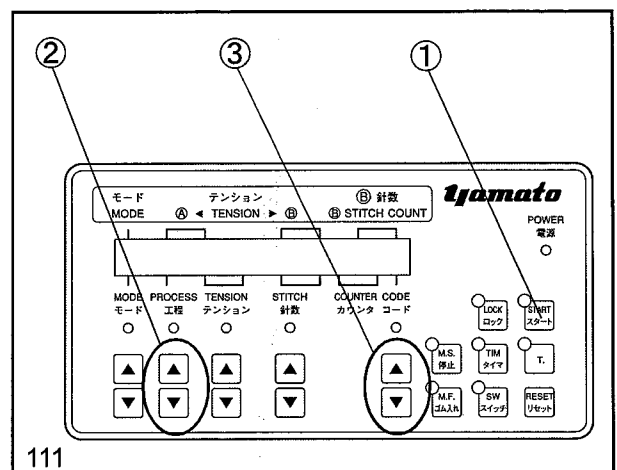 ② ③ ①
モード テンション Ⓑ 針数
MODE Ⓐ ◄ TENSION ► Ⓑ Ⓑ STITCH COUNT
yamato
POWER
電源
MODE PROCESS TENSION STITCH COUNTER CODE
モード 工程 テンション 針数 カウンタ コード
LOCK
ロック
START
スタート
M.S.
停止
TIM
タイマ
T.
M.F.
ゴム入れ
SW
スイッチ
RESET
リセット
111